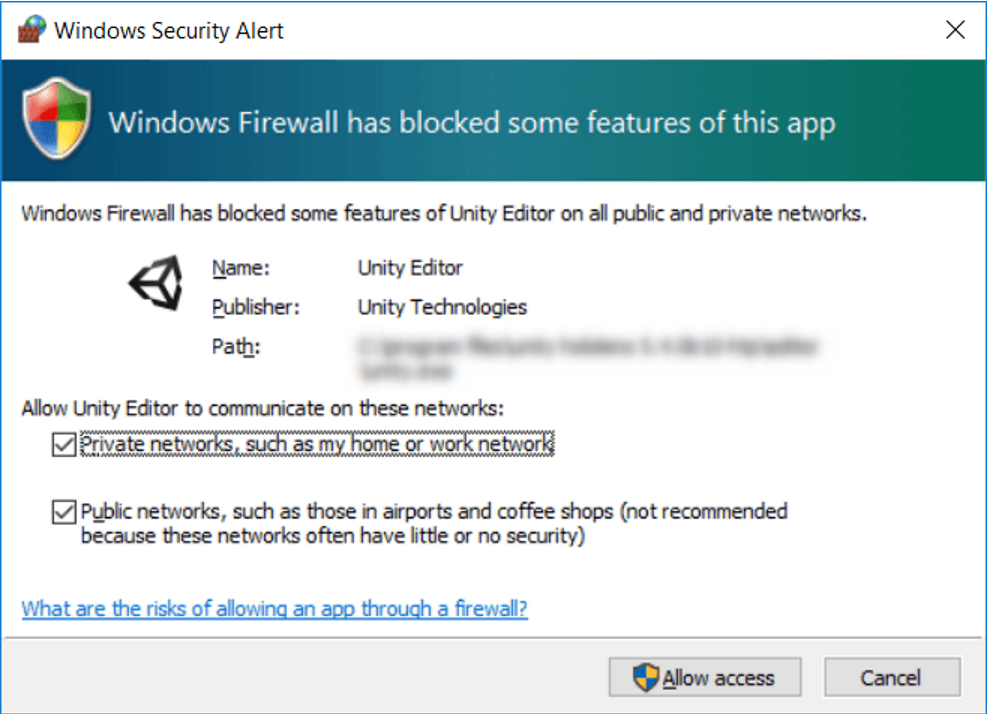 Windows Security Alert
Windows Firewall has blocked some features of this app
Windows Firewall has blocked some features of Unity Editor on all public and private networks.
Name: Unity Editor
Publisher: Unity Technologies
Path:
Allow Unity Editor to communicate on these networks:
Private networks, such as my home or work network
Public networks, such as those in airports and coffee shops (not recommended
because these networks often have little or no security)
What are the risks of allowing an app through a firewall?
Allow access Cancel